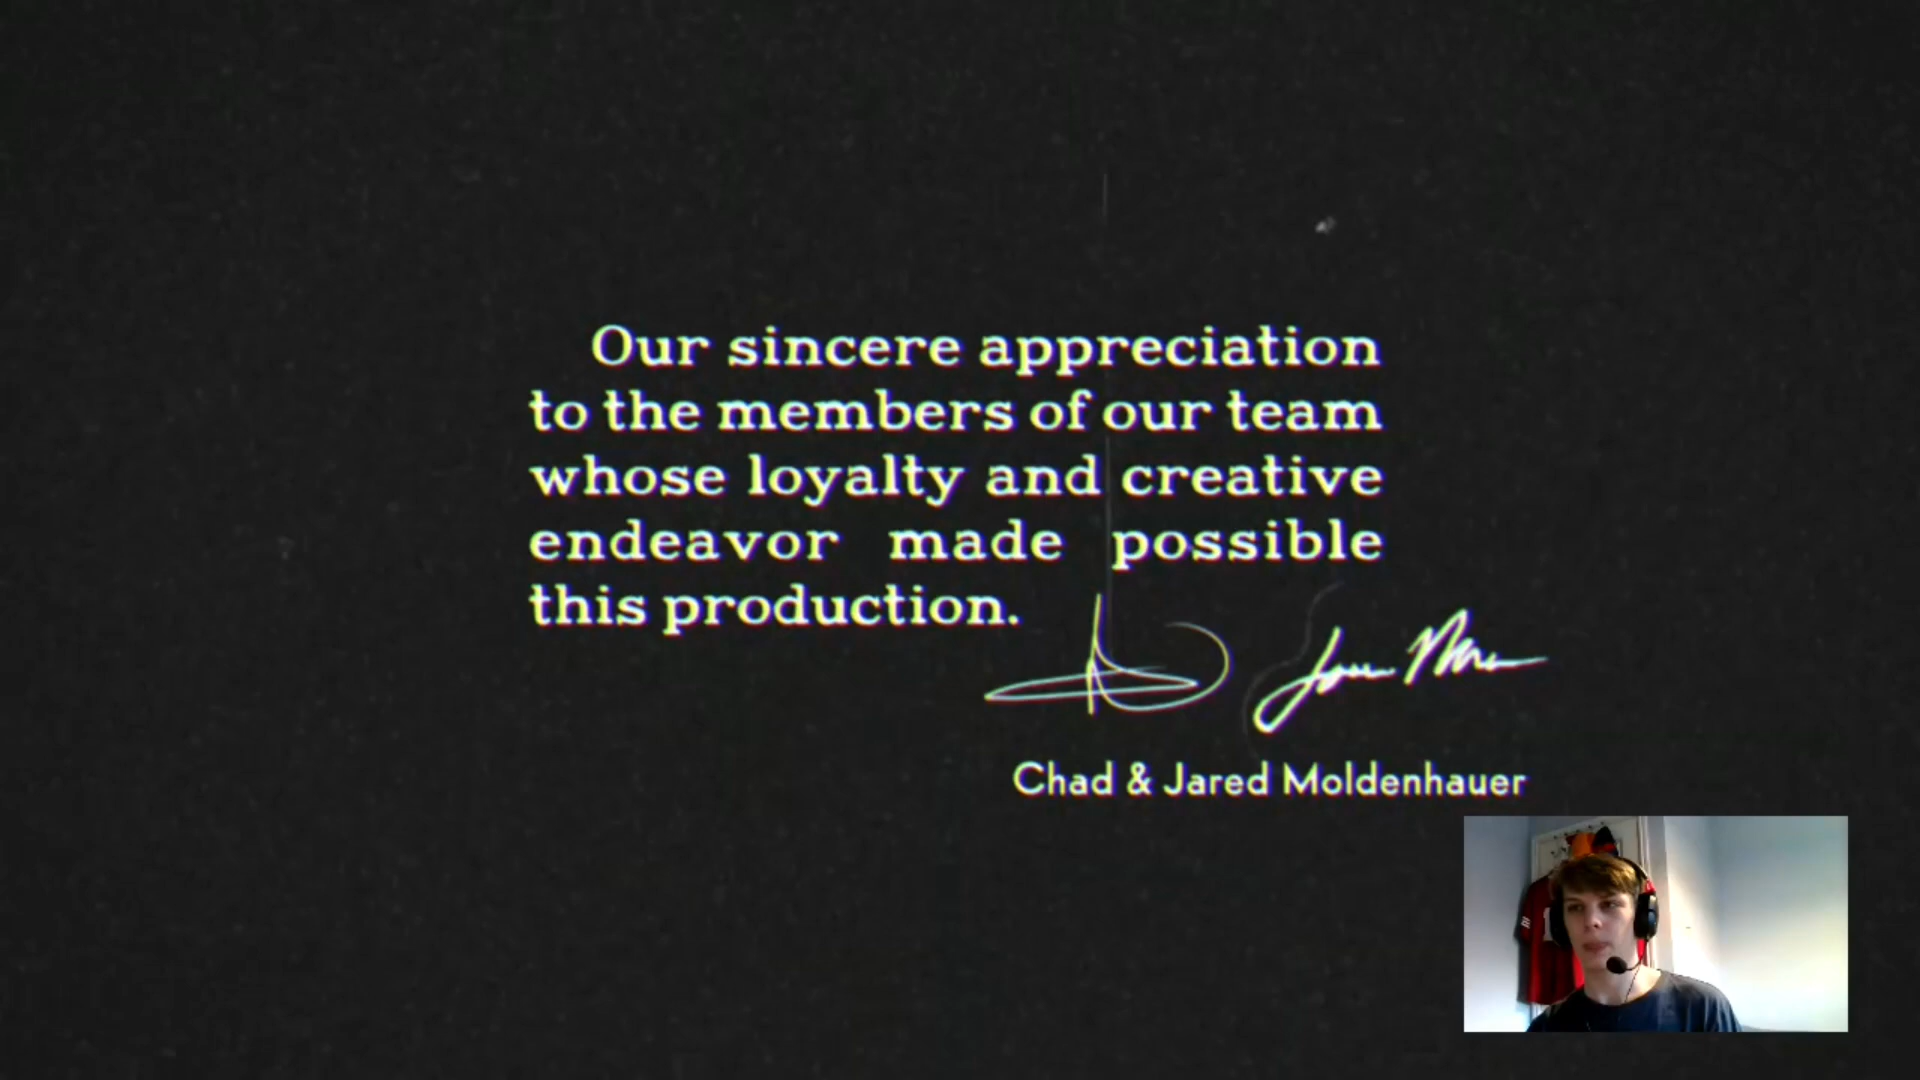 Our sincere appreciation
to the members of our team
whose loyalty and creative
endeavor made possible
this production.
Chad & Jared Moldenhauer